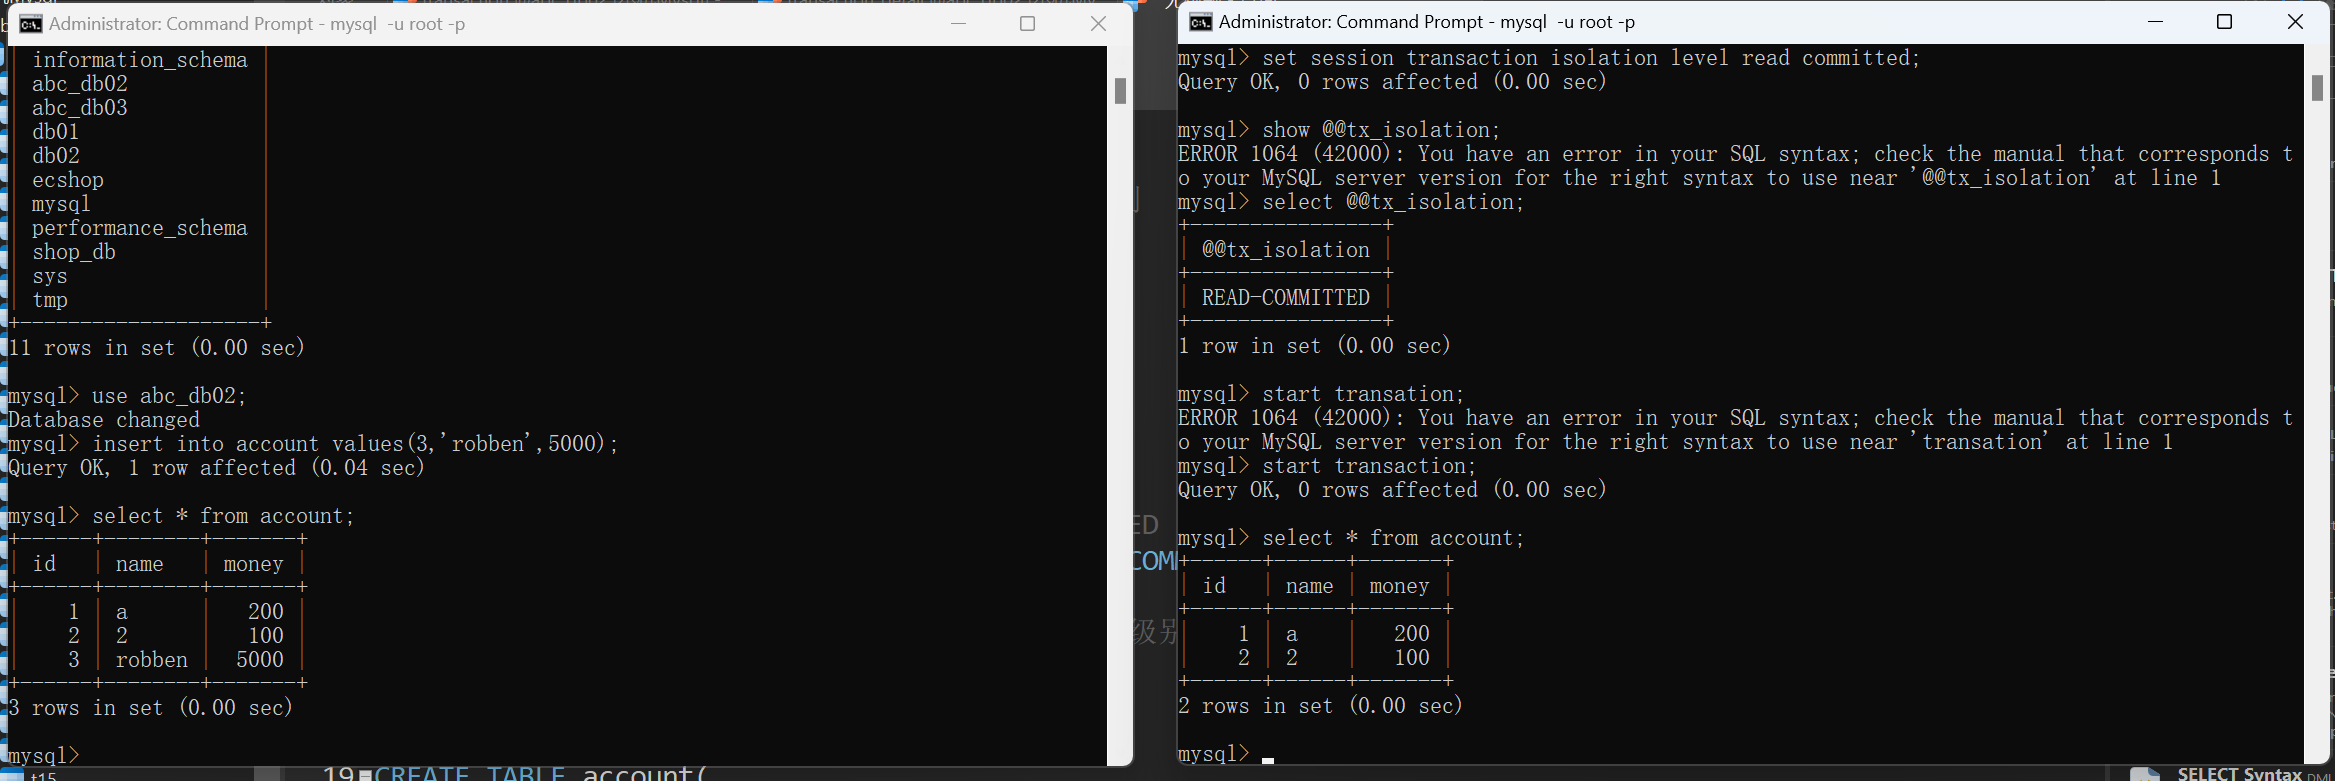 Administrator: Command Prompt - mysql  -u root -p
information_schema
abc_db02
abc_db03
db01
db02
ecshop
mysql
performance_schema
shop_db
sys
tmp
+--------------------+
11 rows in set (0.00 sec)
mysql> use abc_db02;
Database changed
mysql> insert into account values(3,'robben',5000);
Query OK, 1 row affected (0.04 sec)
mysql> select * from account;
+------+--------+-------+
| id   | name   | money |
+------+--------+-------+
|    1 | a      |   200 |
|    2 | 2      |   100 |
|    3 | robben |  5000 |
+------+--------+-------+
3 rows in set (0.00 sec)
mysql>
Administrator: Command Prompt - mysql  -u root -p
mysql> set session transaction isolation level read committed;
Query OK, 0 rows affected (0.00 sec)
mysql> show @@tx_isolation;
ERROR 1064 (42000): You have an error in your SQL syntax; check the manual that corresponds t
o your MySQL server version for the right syntax to use near '@@tx_isolation' at line 1
mysql> select @@tx_isolation;
+----------------+
| @@tx_isolation |
+----------------+
| READ-COMMITTED |
+----------------+
1 row in set (0.00 sec)
mysql> start transation;
ERROR 1064 (42000): You have an error in your SQL syntax; check the manual that corresponds t
o your MySQL server version for the right syntax to use near 'transation' at line 1
mysql> start transaction;
Query OK, 0 rows affected (0.00 sec)
mysql> select * from account;
+------+------+-------+
| id   | name | money |
+------+------+-------+
|    1 | a    |   200 |
|    2 | 2    |   100 |
+------+------+-------+
2 rows in set (0.00 sec)
mysql>
ED
COM
级别
t15
19 CREATE TABLE account(
SELECT Syntax